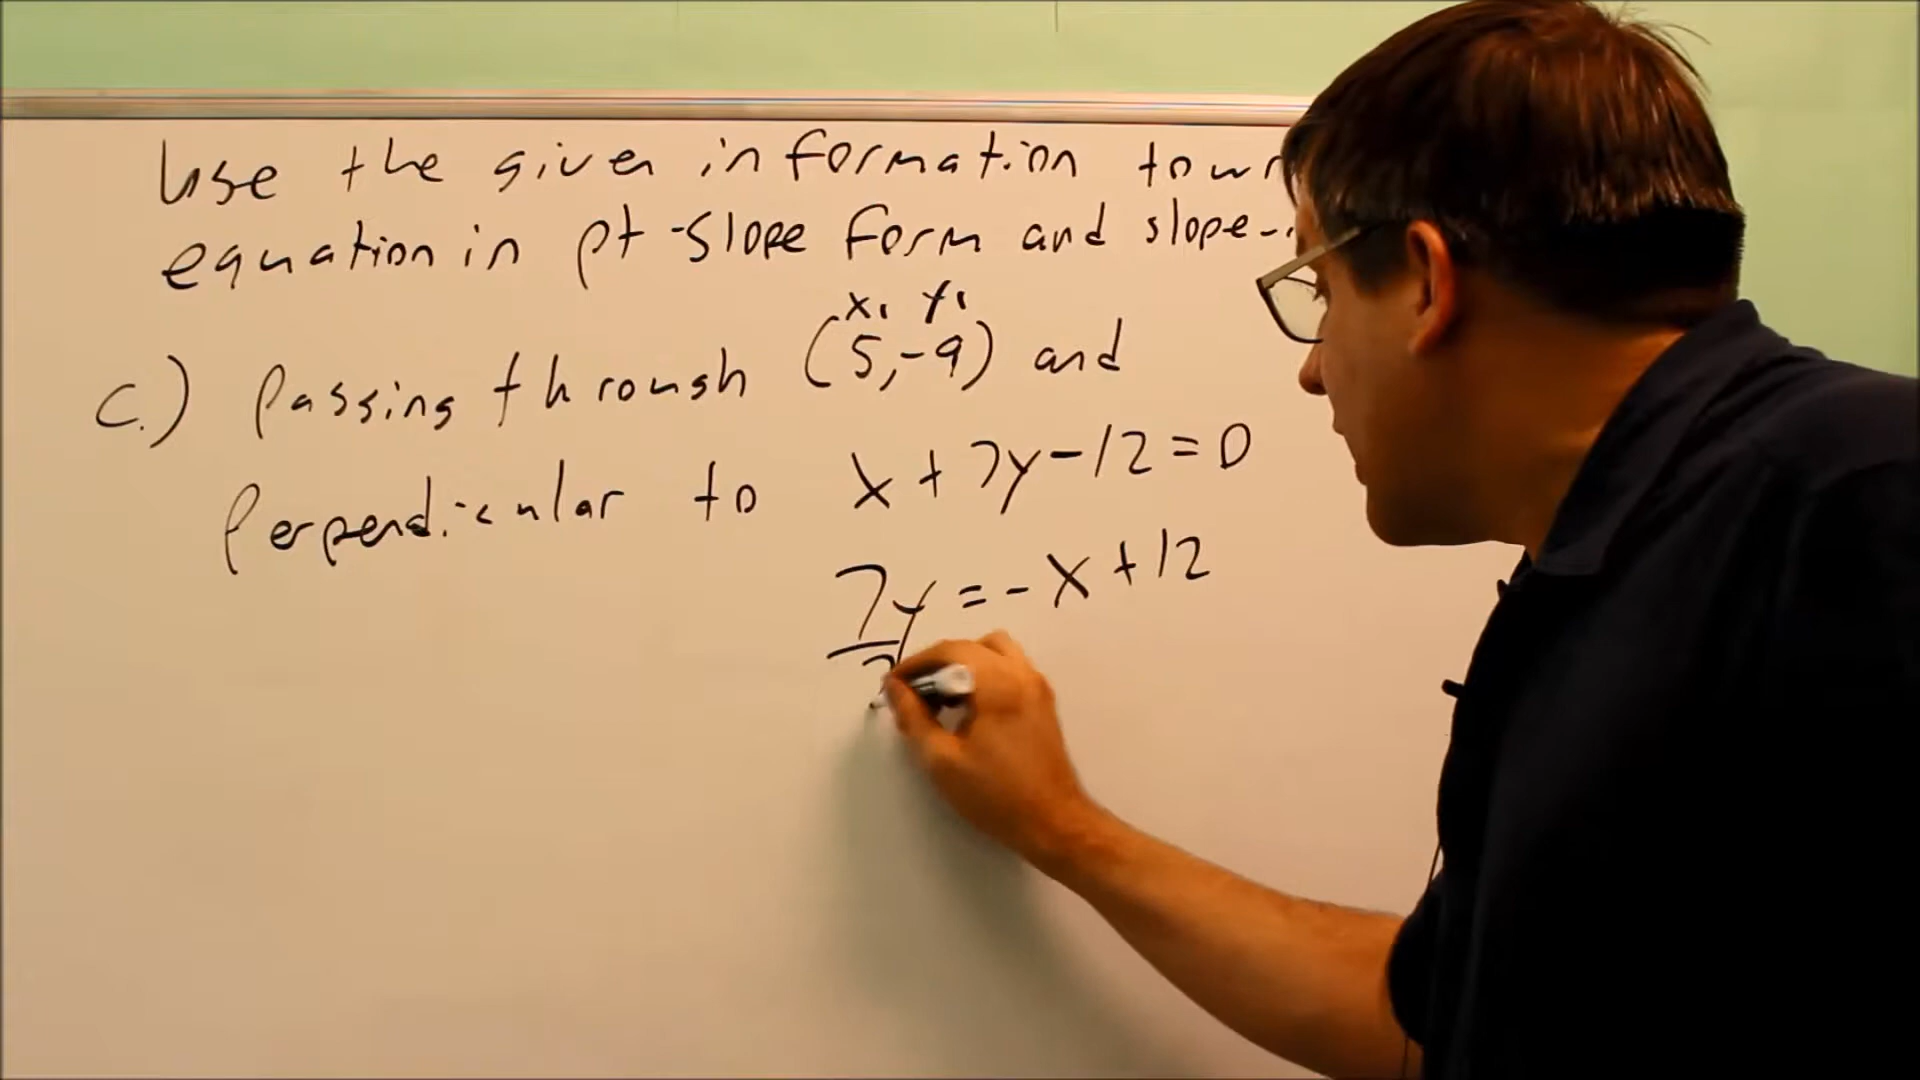 Use the given information to wr
equation in pt-slope form and slope-
x₁ y₁
c.) Passing through (5,-9) and
Perpendicular to x + 7y - 12 = 0
7y = -x + 12
7